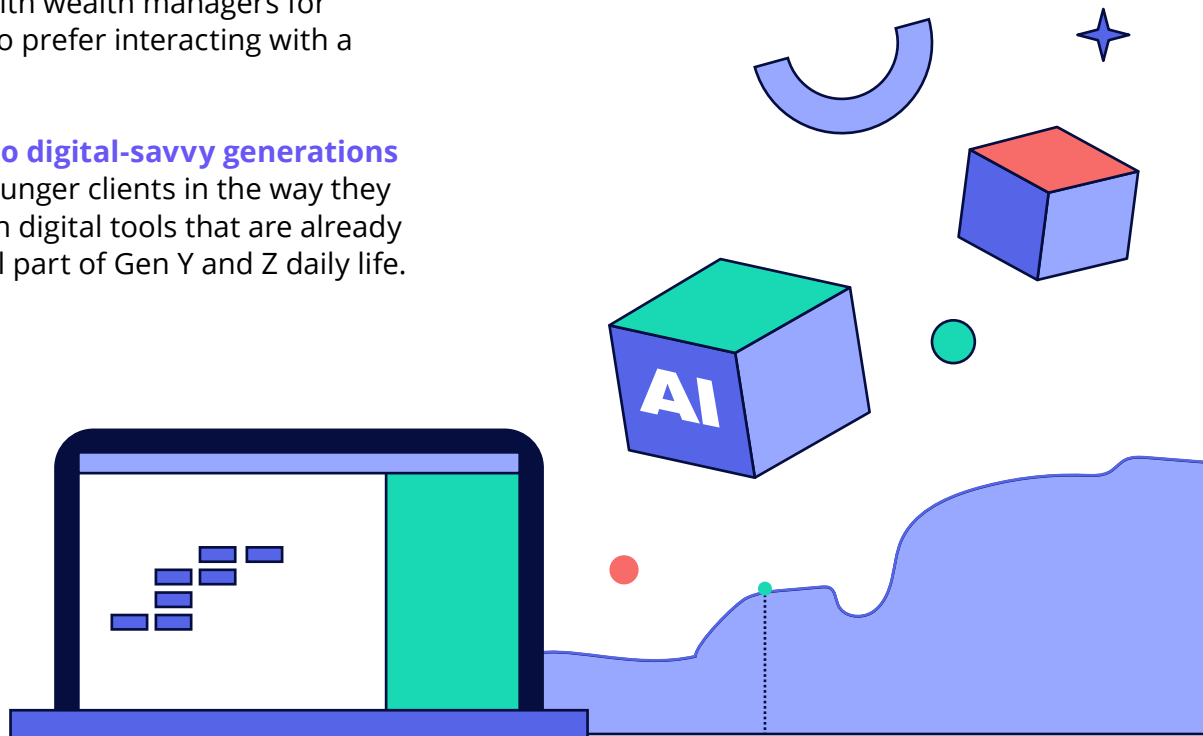 ith wealth managers for
o prefer interacting with a
o digital-savvy generations
unger clients in the way they
n digital tools that are already
l part of Gen Y and Z daily life.
AI